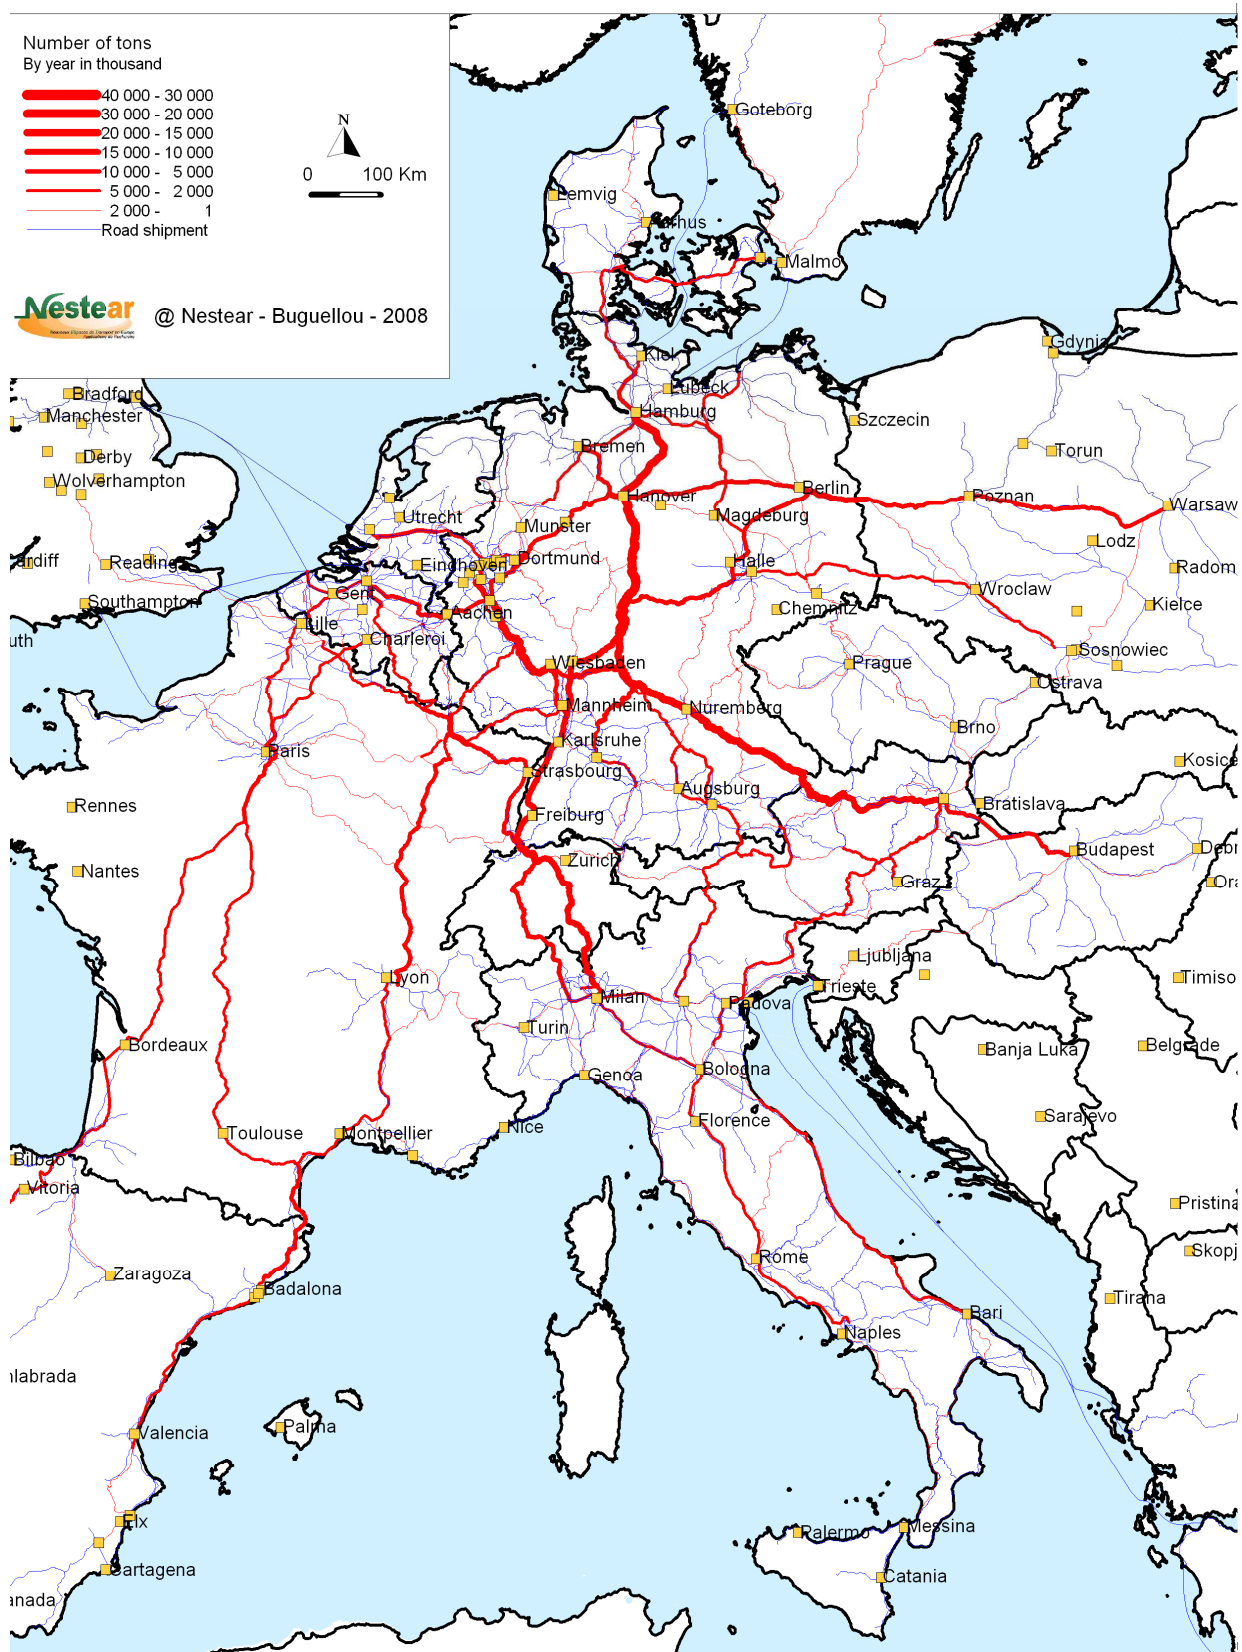 Number of tons
By year in thousand
40 000 - 30 000
30 000 - 20 000
20 000 - 15 000
15 000 - 10 000
10 000 - 5 000
5 000 - 2 000
2 000 - 1
Road shipment
N
0 100 Km
Nestear
@ Nestear - Buguellou - 2008
Goteborg
Lemvig
Aarhus
Malmo
Kiel
Gdynia
Lubeck
Bradford
Hamburg
Manchester
Szczecin
Bremen
Torun
Derby
Wolverhampton
Berlin
Hanover
Poznan
Warsaw
Utrecht
Magdeburg
Munster
Lodz
Reading
ardiff
Eindhoven
Dortmund
Halle
Radom
Gent
Wroclaw
Southampton
Aachen
Chemnitz
Kielce
Lille
outh
Charleroi
Sosnowiec
Wiesbaden
Prague
Ostrava
Mannheim
Nuremberg
Brno
Karlsruhe
Paris
Strasbourg
Kosice
Augsburg
Rennes
Bratislava
Freiburg
Budapest
Debr
Zurich
Nantes
Graz
Ora
Ljubljana
Lyon
Timiso
Trieste
Milan
Padova
Turin
Bordeaux
Banja Luka
Belgrade
Genoa
Bologna
Sarajevo
Florence
Nice
Toulouse
Montpellier
Bilbao
Vitoria
Pristina
Skopj
Rome
Zaragoza
Badalona
Tirana
Bari
Naples
nlabrada
Palma
Valencia
Elx
Palermo
Messina
Cartagena
Catania
anada